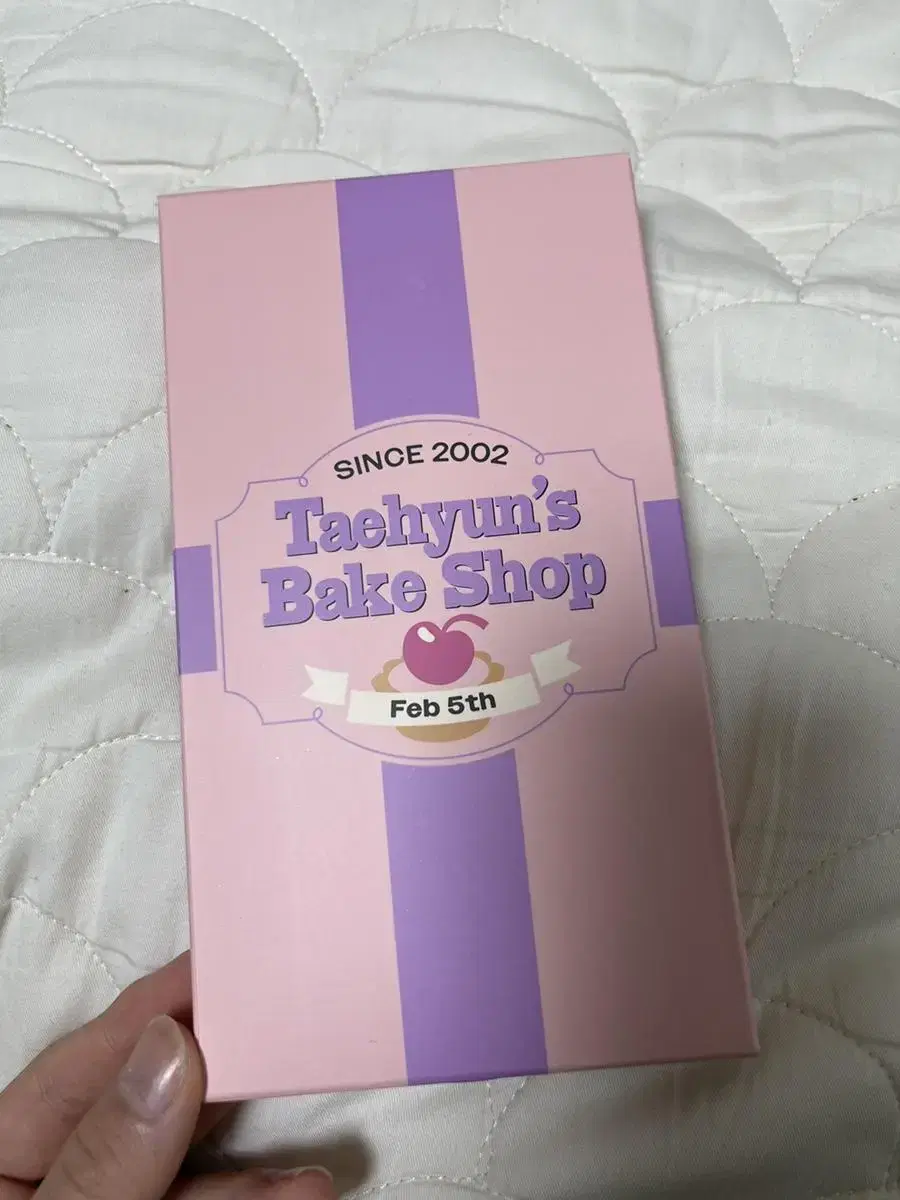 SINCE 2002
Taehyun's
Bake Shop
Feb 5th